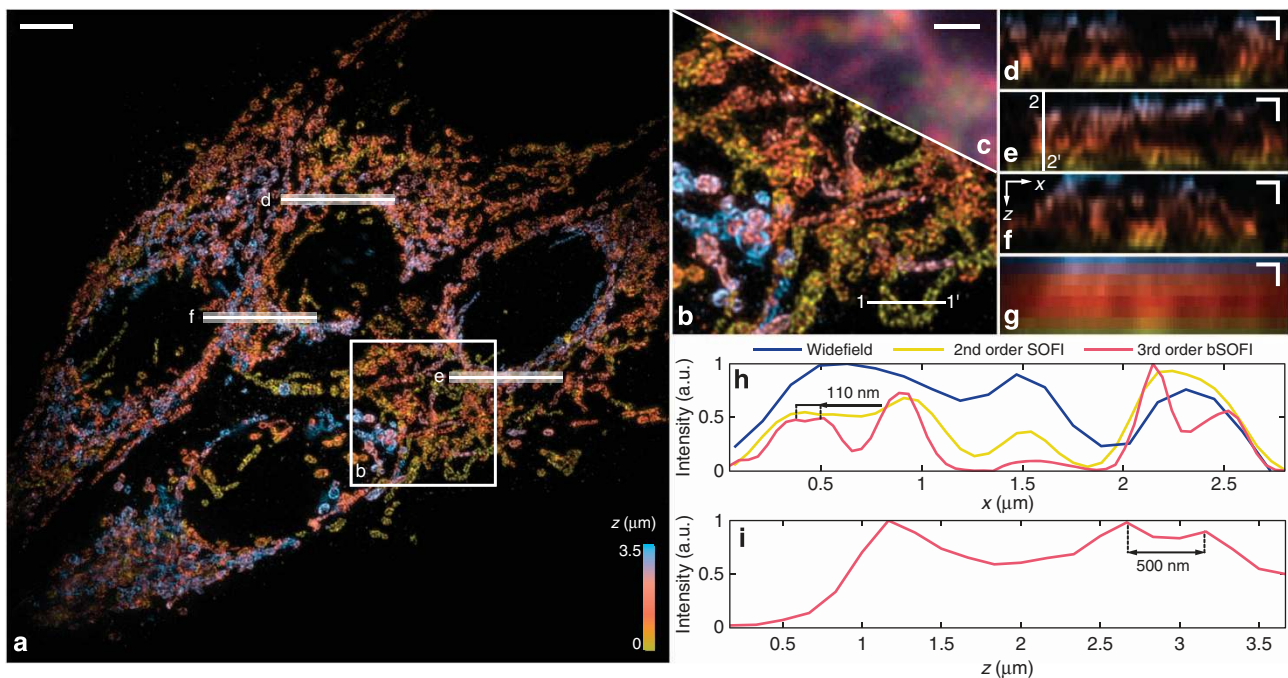 d
f
e
b
z (μm)
3.5
0
a
c
1 1'
b
d
2
e
2'
x
z
f
g
Widefield 2nd order SOFI 3rd order bSOFI
h
110 nm
Intensity (a.u.)
1
0.5
0
0.5 1 1.5 2 2.5
x (μm)
i
500 nm
Intensity (a.u.)
1
0.5
0
0.5 1 1.5 2 2.5 3 3.5
z (μm)